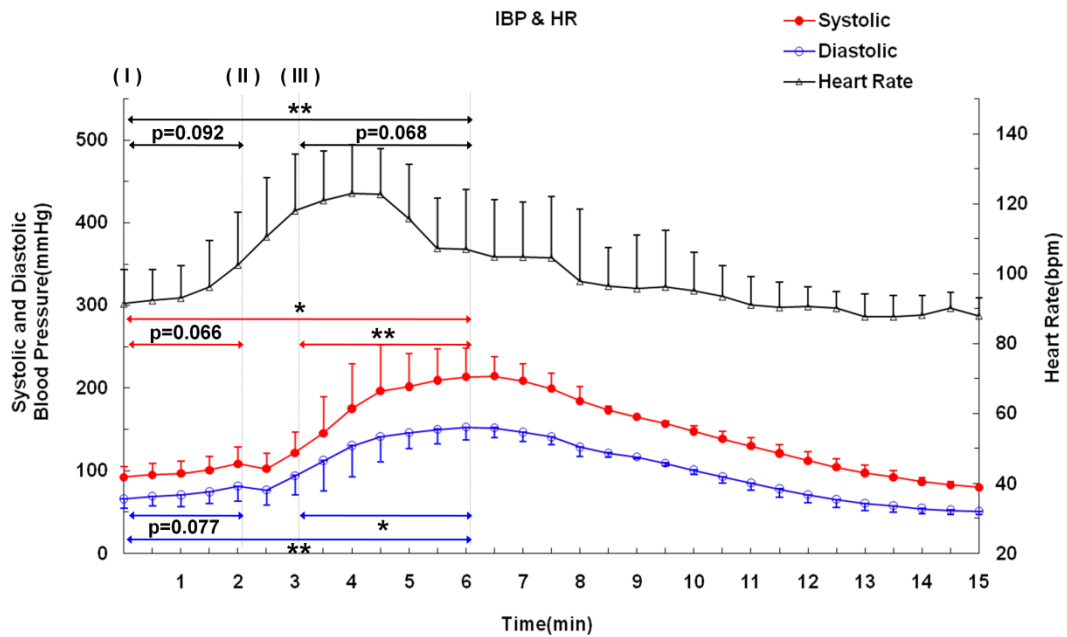 IBP & HR
Systolic
Diastolic
Heart Rate
( I )
( II )
( III )
**
p=0.092
p=0.068
*
p=0.066
**
p=0.077
*
**
Systolic and Diastolic
Blood Pressure(mmHg)
500
400
300
200
100
0
Heart Rate(bpm)
140
120
100
80
60
40
20
1 2 3 4 5 6 7 8 9 10 11 12 13 14 15
Time(min)